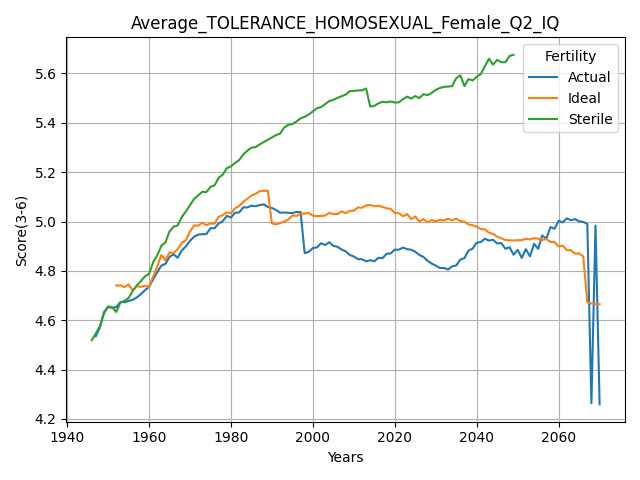 Average_TOLERANCE_HOMOSEXUAL_Female_Q2_IQ
Fertility
Actual
Ideal
Sterile
Score(3-6)
5.6
5.4
5.2
5.0
4.8
4.6
4.4
4.2
1940 1960 1980 2000 2020 2040 2060
Years